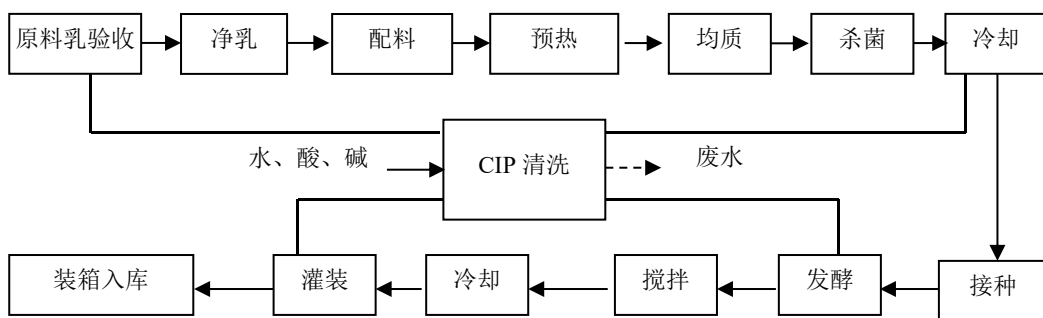 原料乳验收
净乳
配料
预热
均质
杀菌
冷却
水、酸、碱
CIP 清洗
废水
装箱入库
灌装
冷却
搅拌
发酵
接种